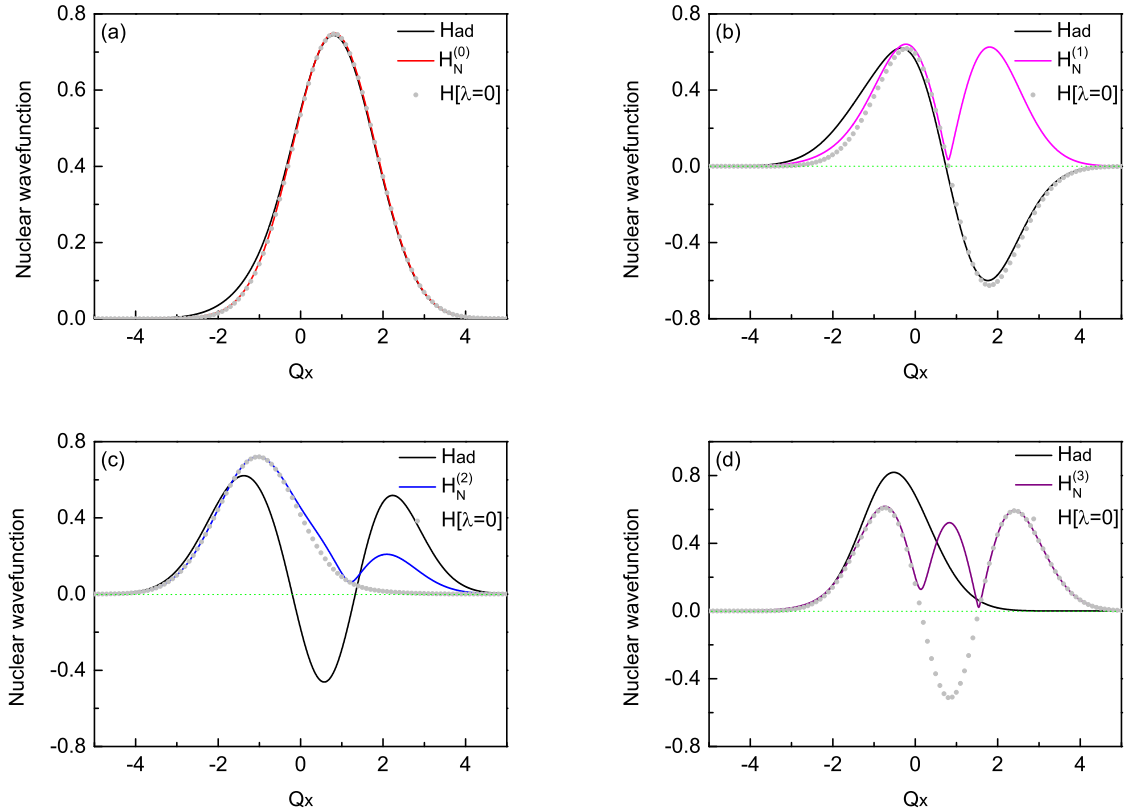 (a)
Had
H_N^(0)
H[λ=0]
0.8
0.6
0.4
0.2
0.0
-4
-2
0
2
4
Nuclear wavefunction
Qx
(b)
Had
H_N^(1)
H[λ=0]
0.8
0.4
0.0
-0.4
-0.8
-4
-2
0
2
4
Nuclear wavefunction
Qx
(c)
Had
H_N^(2)
H[λ=0]
0.8
0.4
0.0
-0.4
-0.8
-4
-2
0
2
4
Nuclear wavefunction
Qx
(d)
Had
H_N^(3)
H[λ=0]
0.8
0.4
0.0
-0.4
-0.8
-4
-2
0
2
4
Nuclear wavefunction
Qx